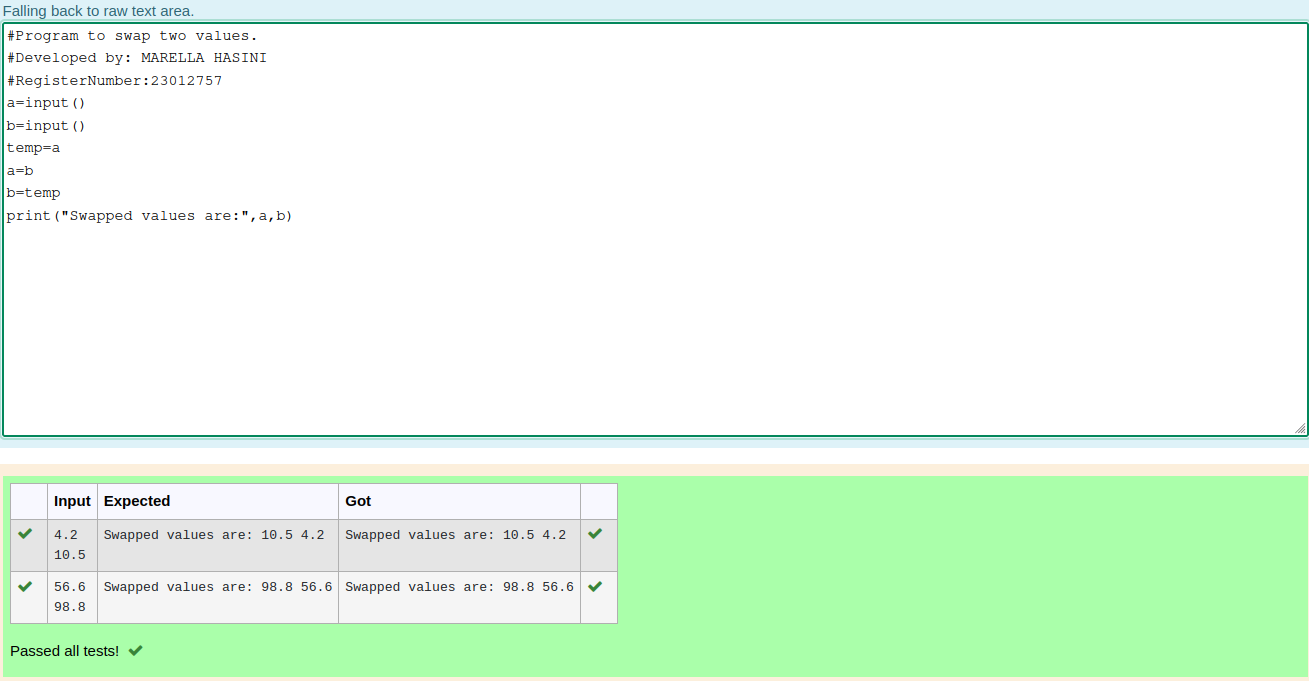 Falling back to raw text area.
#Program to swap two values.
#Developed by: MARELLA HASINI
#RegisterNumber:23012757
a=input()
b=input()
temp=a
a=b
b=temp
print("Swapped values are:",a,b)
Input Expected Got
4.2 Swapped values are: 10.5 4.2 Swapped values are: 10.5 4.2
10.5
56.6 Swapped values are: 98.8 56.6 Swapped values are: 98.8 56.6
98.8
Passed all tests!